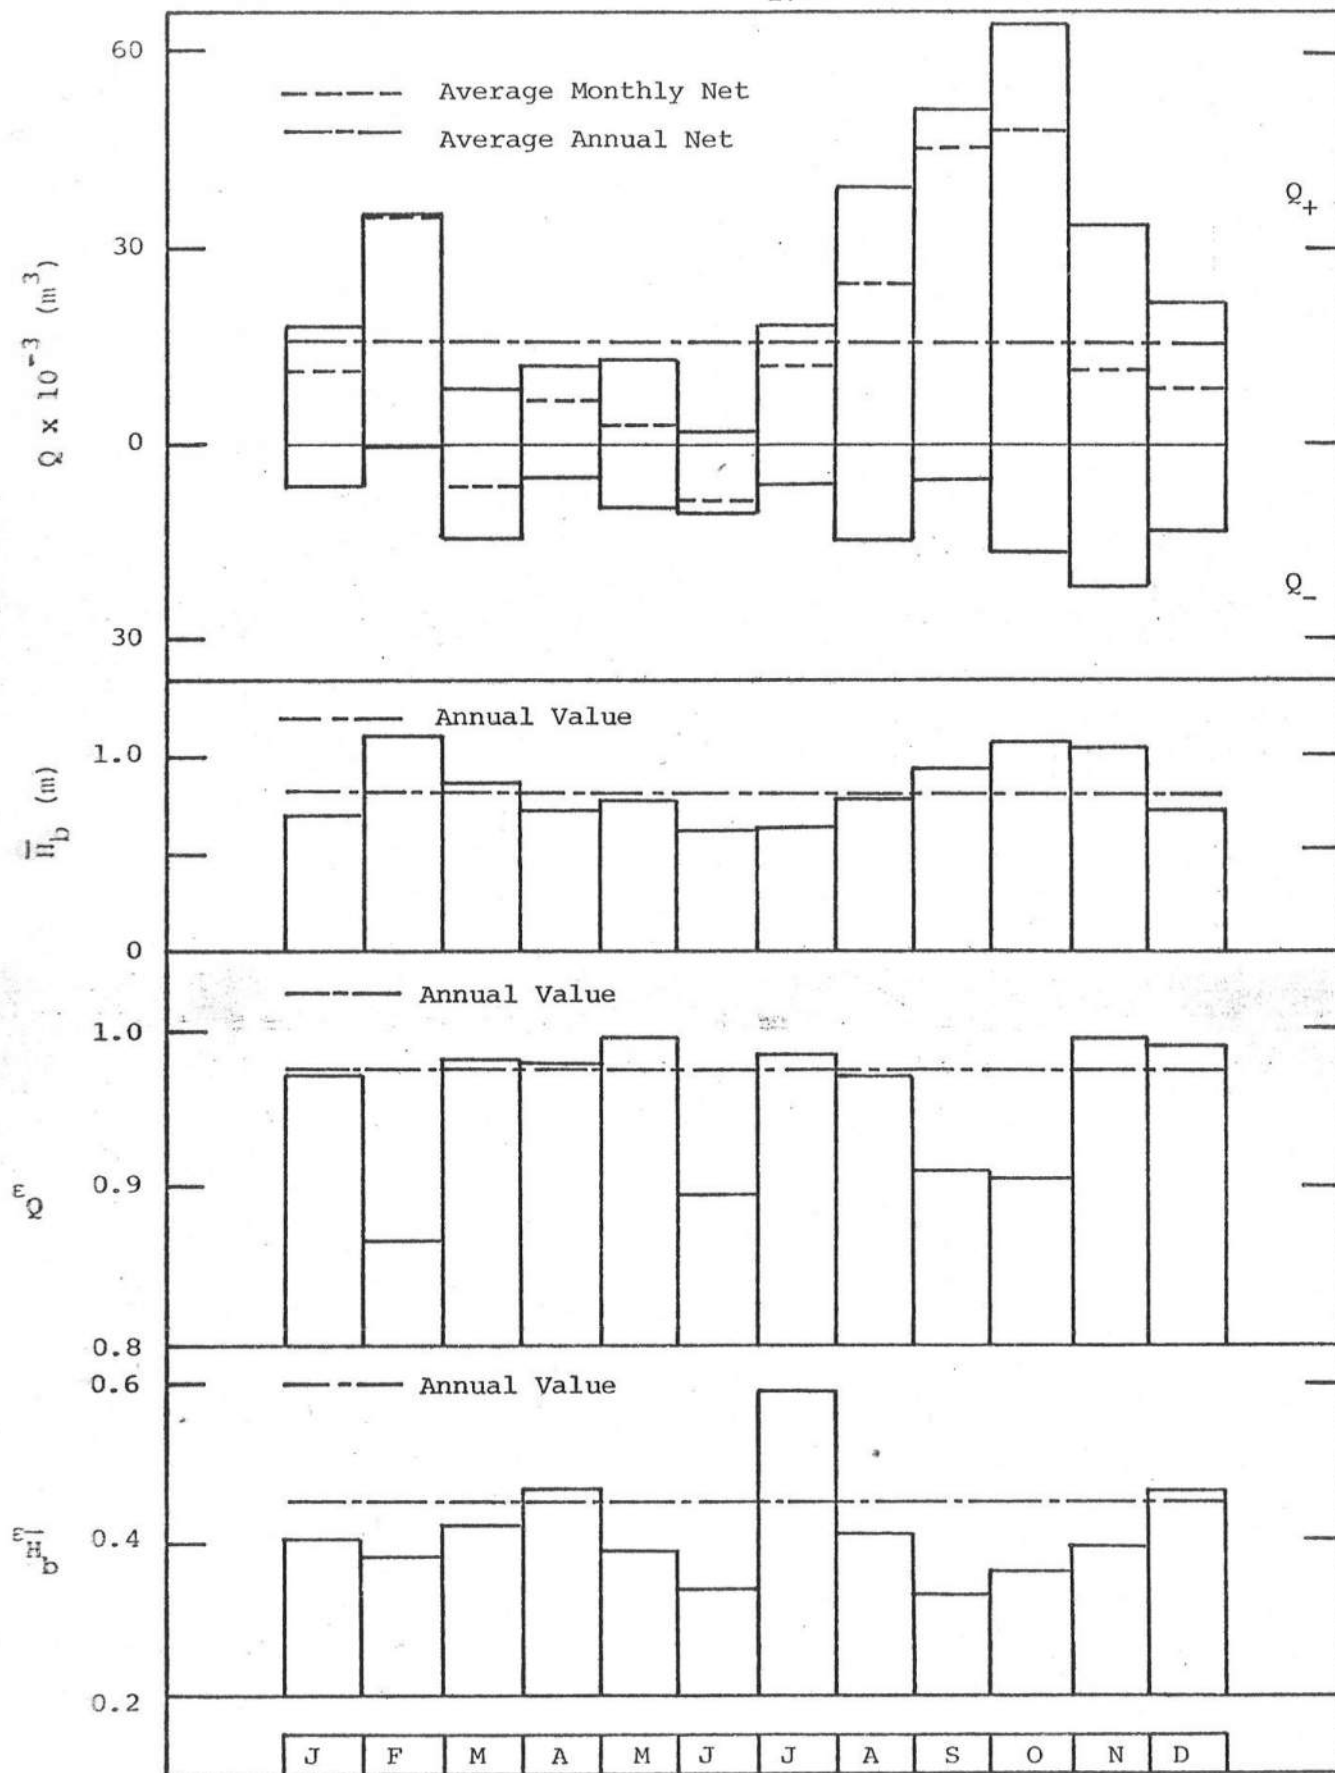 60
Average Monthly Net
Average Annual Net
Q+
30
Q x 10⁻³ (m³)
0
Q-
30
Annual Value
1.0
H̅b (m)
0
Annual Value
1.0
0.9
εQ
0.8
0.6
Annual Value
0.4
εH̅b
0.2
J F M A M J J A S O N D